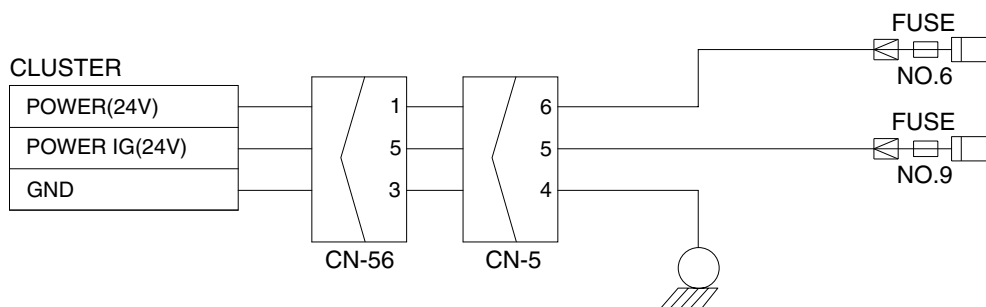 FUSE
NO.6
CLUSTER
POWER(24V) 1 6
FUSE
POWER IG(24V) 5 5
NO.9
GND 3 4
CN-56 CN-5